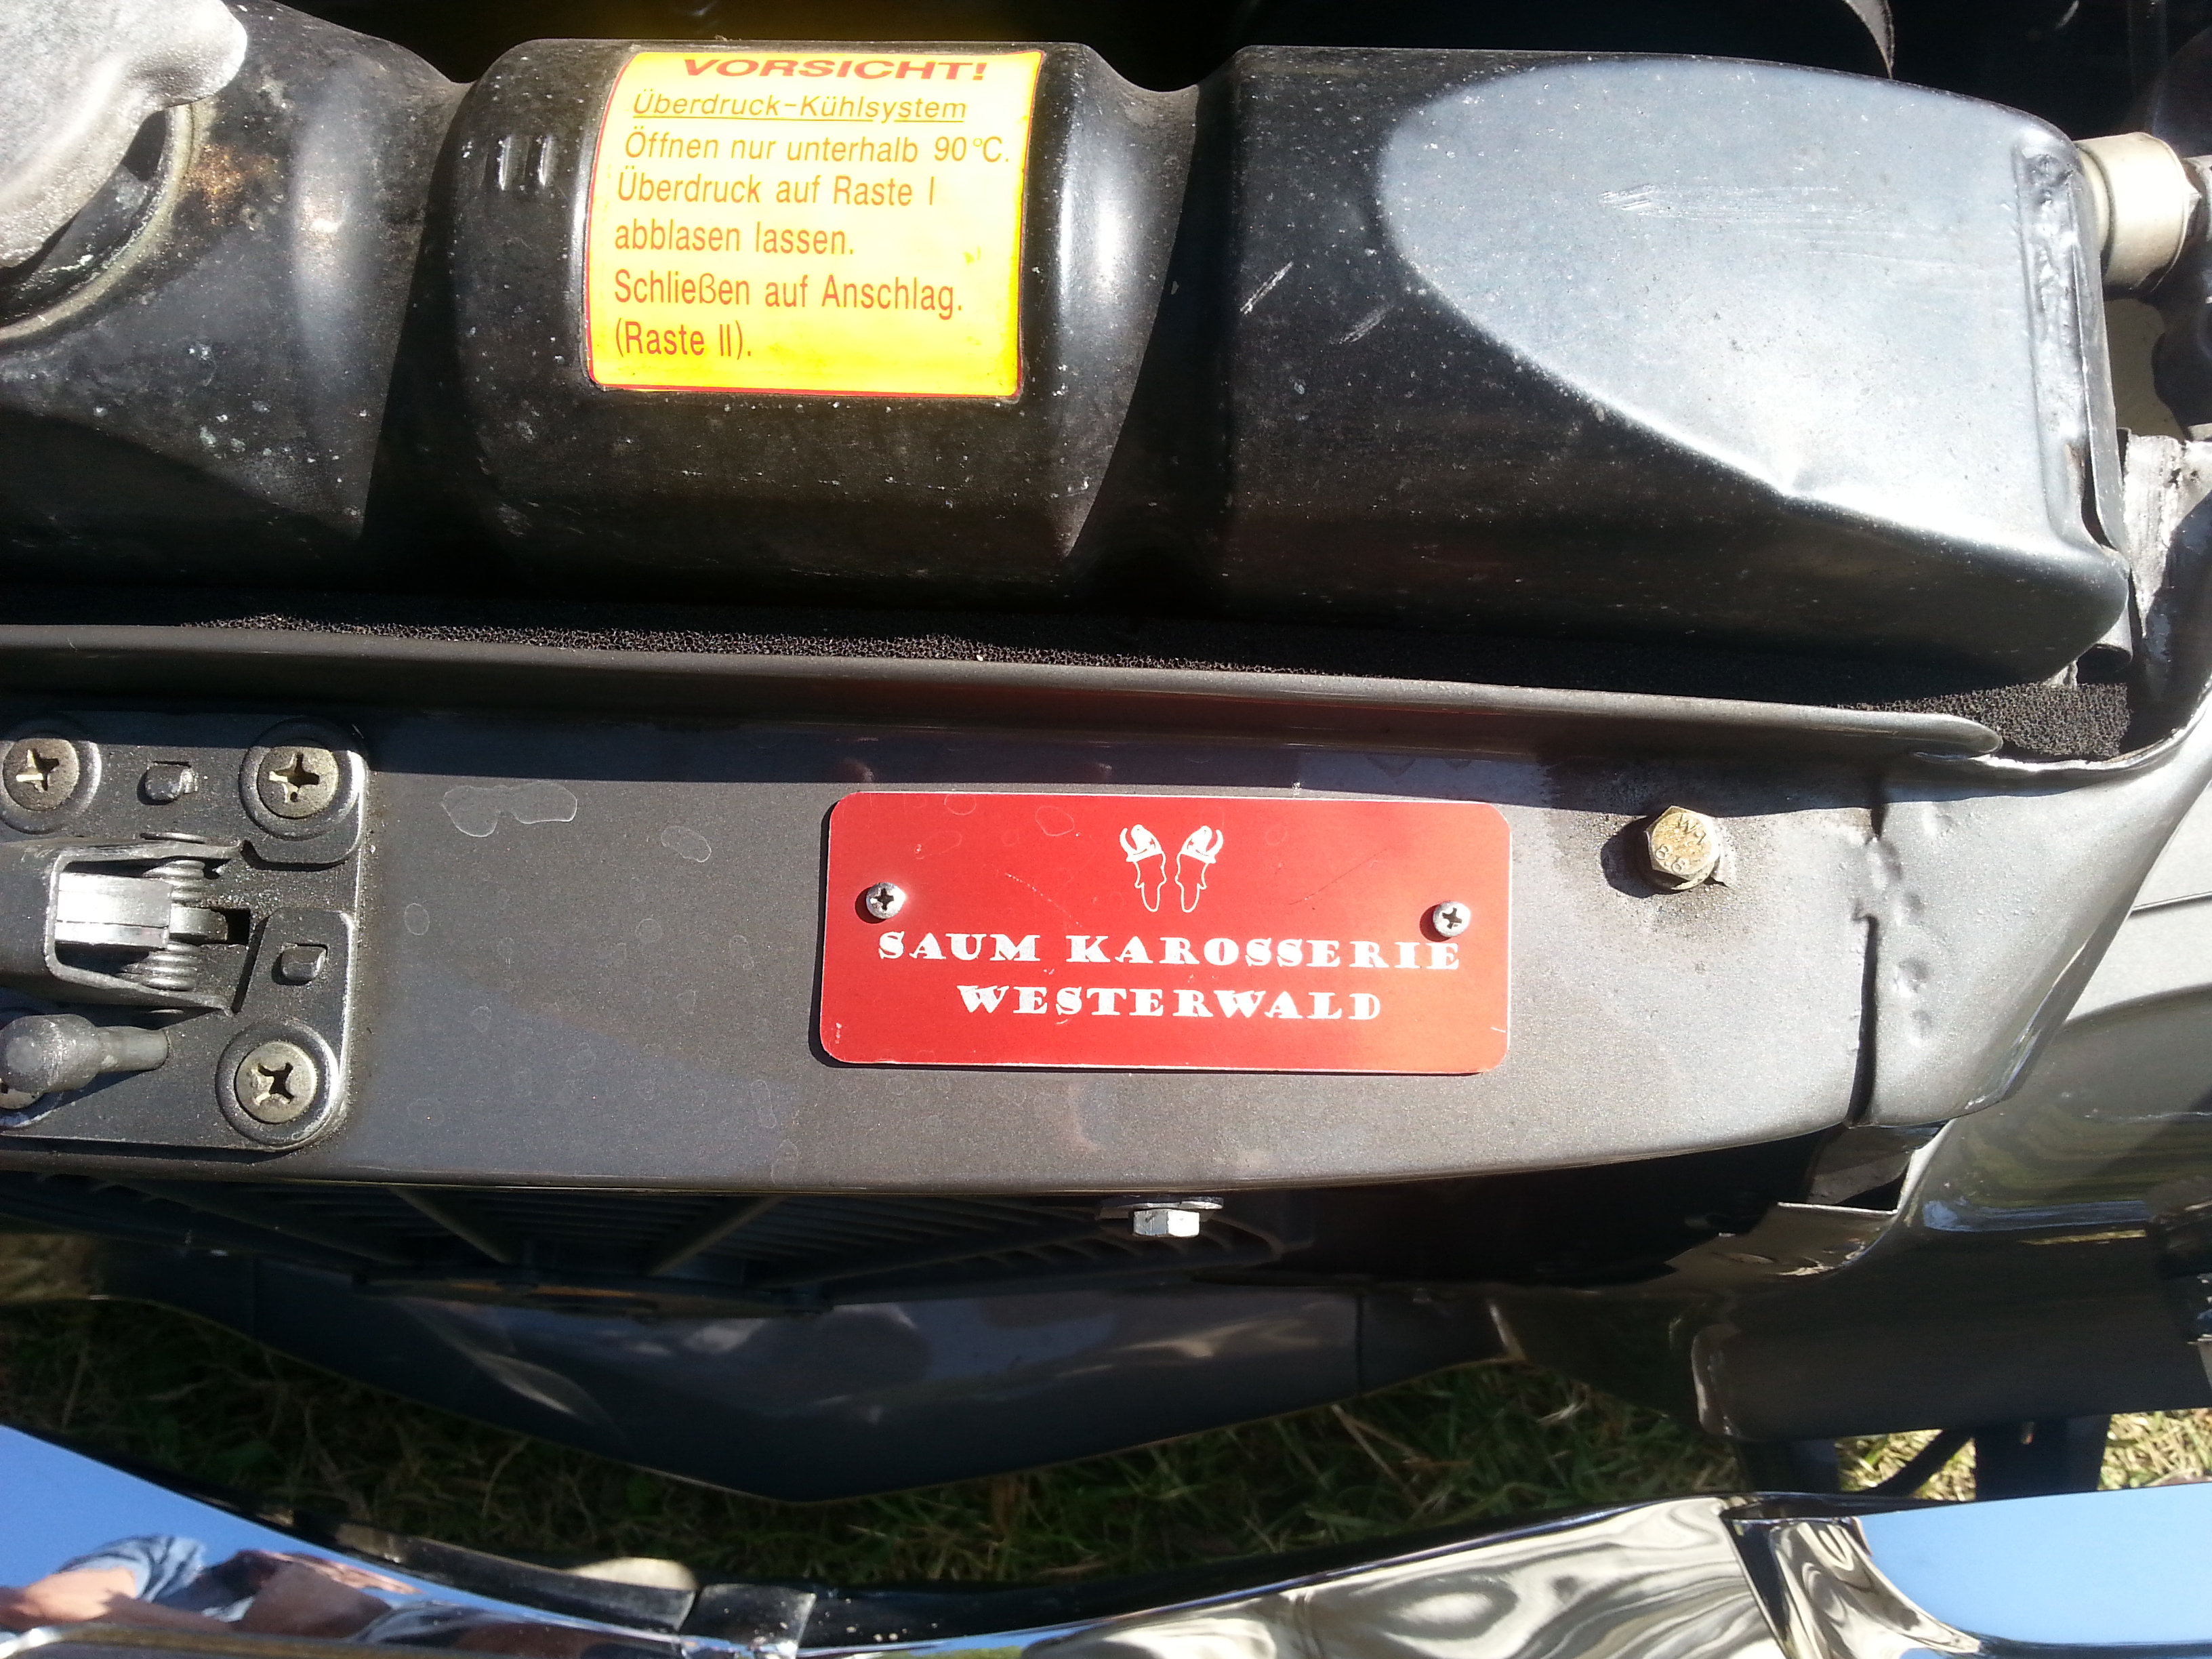 VORSICHT!
Überdruck-Kühlsystem
Öffnen nur unterhalb 90°C.
Überdruck auf Raste I
abblasen lassen.
Schließen auf Anschlag.
(Raste II).
SAUM KAROSSERIE
WESTERWALD